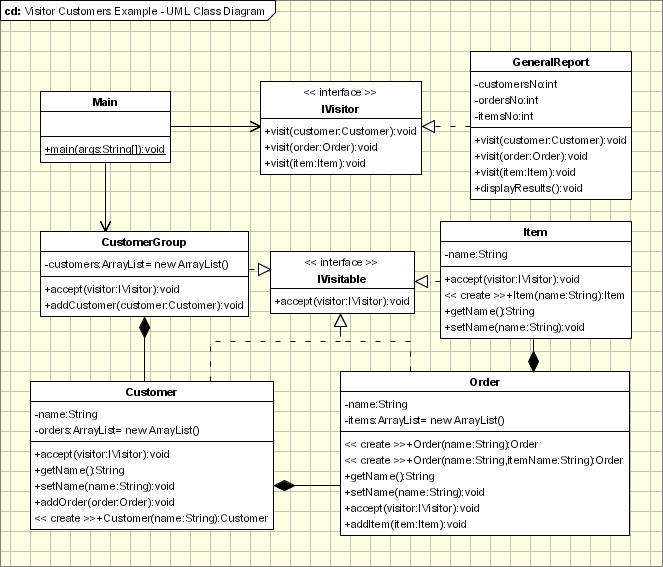 cd: Visitor Customers Example - UML Class Diagram
Main
+main(args:String[]):void
<< interface >>
IVisitor
+visit(customer:Customer):void
+visit(order:Order):void
+visit(item:Item):void
GeneralReport
-customersNo:int
-ordersNo:int
-itemsNo:int
+visit(customer:Customer):void
+visit(order:Order):void
+visit(item:Item):void
+displayResults():void
CustomerGroup
-customers:ArrayList= new ArrayList()
+accept(visitor:IVisitor):void
+addCustomer(customer:Customer):void
<< interface >>
IVisitable
+accept(visitor:IVisitor):void
Item
-name:String
+accept(visitor:IVisitor):void
<< create >>+Item(name:String):Item
+getName():String
+setName(name:String):void
Customer
-name:String
-orders:ArrayList= new ArrayList()
+accept(visitor:IVisitor):void
+getName():String
+setName(name:String):void
+addOrder(order:Order):void
<< create >>+Customer(name:String):Customer
Order
-name:String
-items:ArrayList= new ArrayList()
<< create >>+Order(name:String):Order
<< create >>+Order(name:String,itemName:String):Order
+getName():String
+setName(name:String):void
+accept(visitor:IVisitor):void
+addItem(item:Item):void